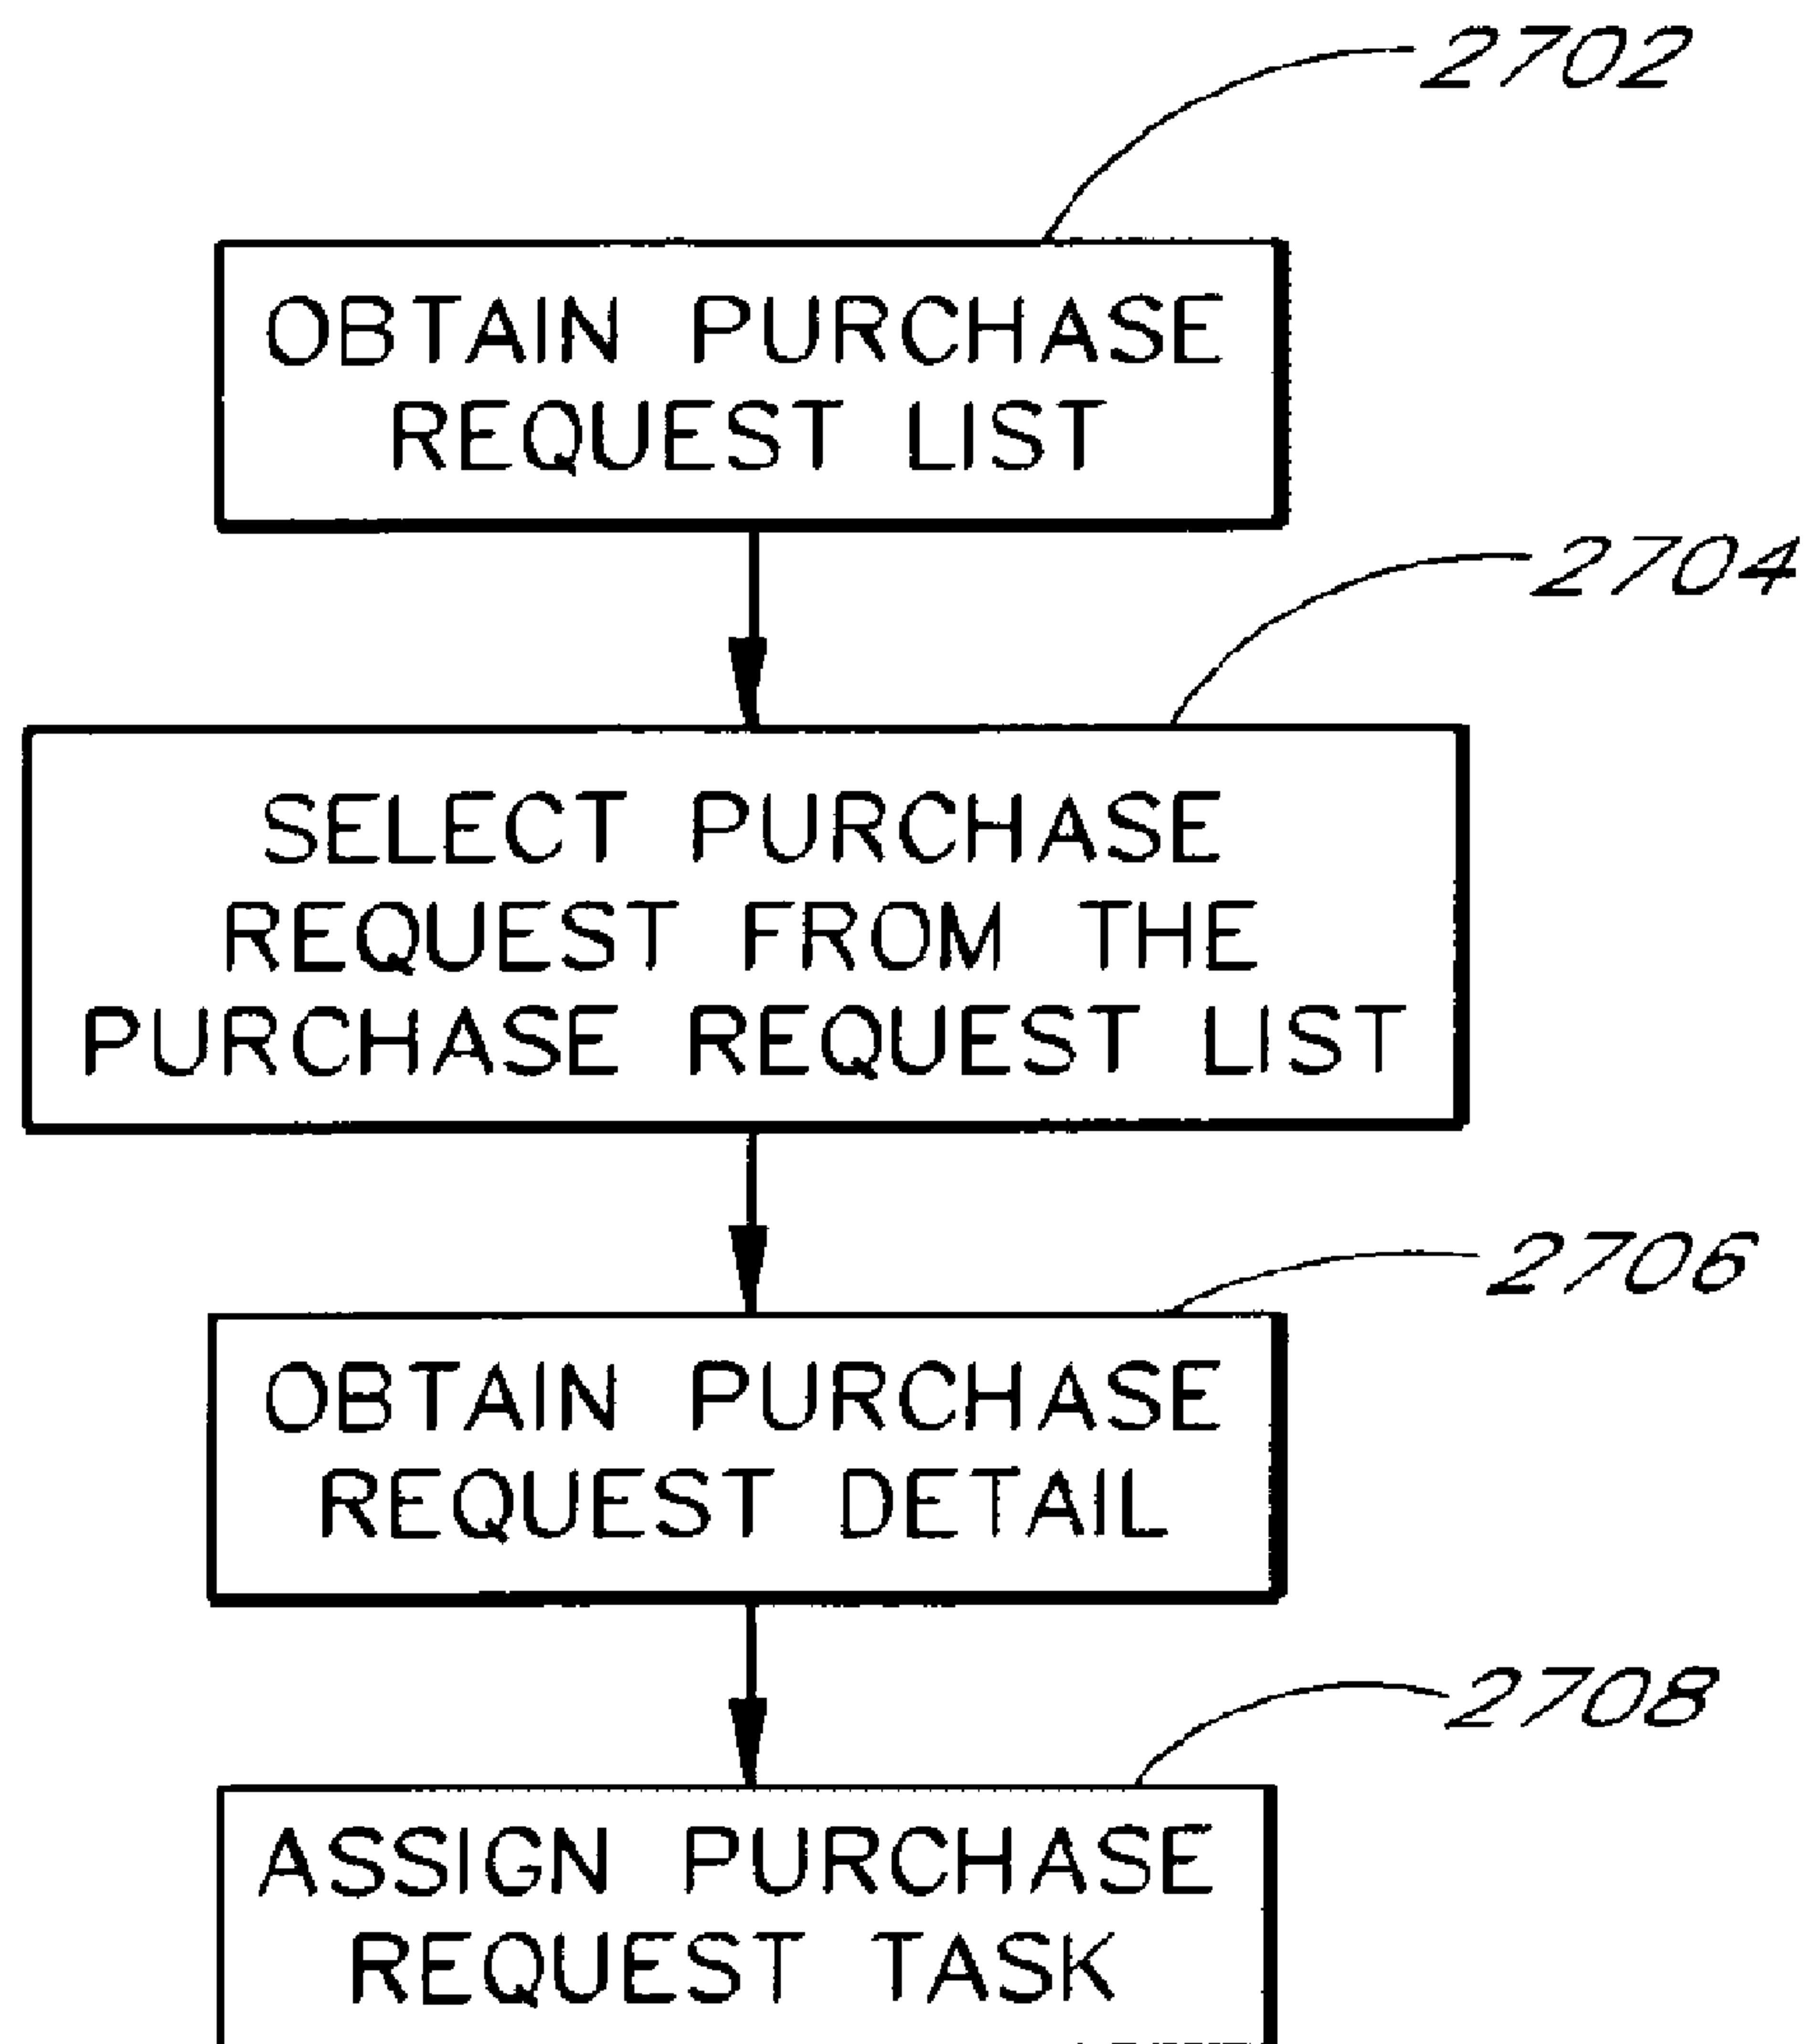 2702
OBTAIN PURCHASE
REQUEST LIST
2704
SELECT PURCHASE
REQUEST FROM THE
PURCHASE REQUEST LIST
2706
OBTAIN PURCHASE
REQUEST DETAIL
2708
ASSIGN PURCHASE
REQUEST TASK